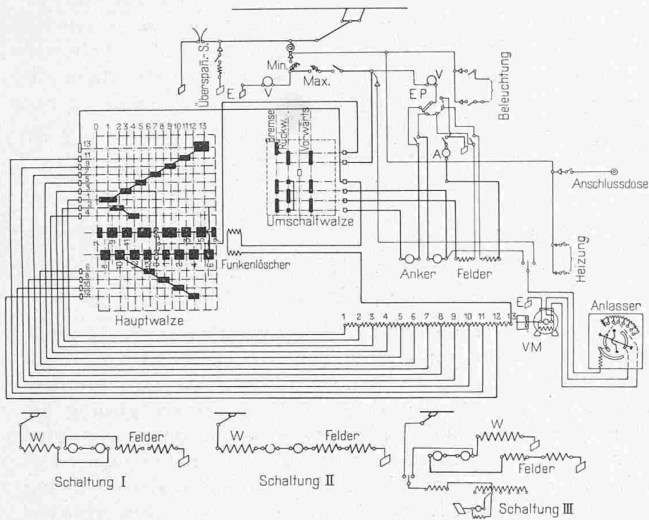 Überspan.-S.
E.
V
Min.
Max.
V
E.P.
A
Beleuchtung
Anschlussdose
Heizung
0 1 2 3 4 5 6 7 8 9 10 11 12 13
Bremse
Rückw.
Vorwärts
Umschaltwalze
Funkenlöscher
Anker
Felder
Hauptwalze
1 2 3 4 5 6 7 8 9 10 11 12 13
E
VM
Anlasser
W
Felder
Schaltung I
W
Felder
Schaltung II
W
Felder
Schaltung III